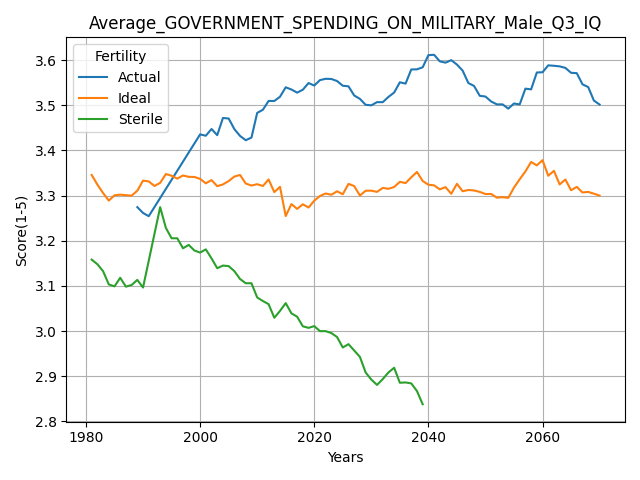 Average_GOVERNMENT_SPENDING_ON_MILITARY_Male_Q3_IQ
Fertility
Actual
Ideal
Sterile
Score(1-5)
3.6
3.5
3.4
3.3
3.2
3.1
3.0
2.9
2.8
1980
2000
2020
2040
2060
Years